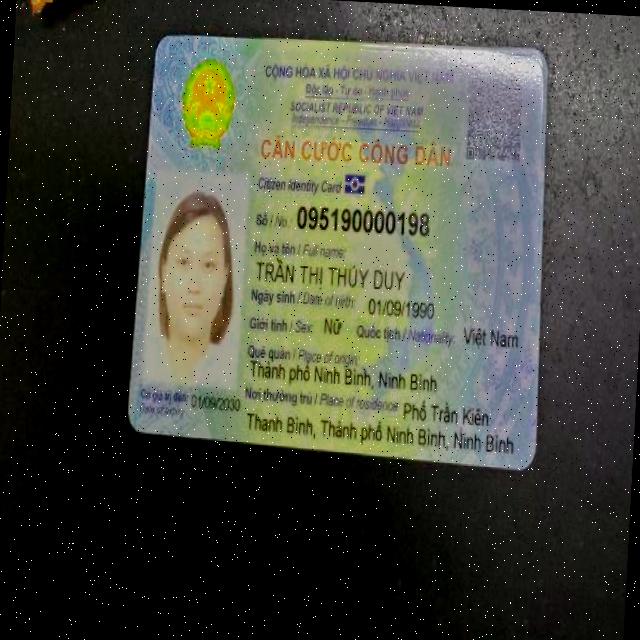 CỘNG HÒA XÃ HỘI CHỦ NGHĨA VIỆT NAM
Độc lập - Tự do - Hạnh phúc
SOCIALIST REPUBLIC OF VIET NAM
Independence - Freedom - Happiness
CĂN CƯỚC CÔNG DÂN
Citizen Identity Card
Số / No.: 095190000198
Họ và tên / Full name:
TRẦN THỊ THÚY DUY
Ngày sinh / Date of birth: 01/09/1990
Giới tính / Sex: Nữ Quốc tịch / Nationality: Việt Nam
Quê quán / Place of origin:
Thành phố Ninh Bình, Ninh Bình
Nơi thường trú / Place of residence: Phố Trần Kiên
Thanh Bình, Thành phố Ninh Bình, Ninh Bình
Có giá trị đến: 01/09/2030
Date of expiry